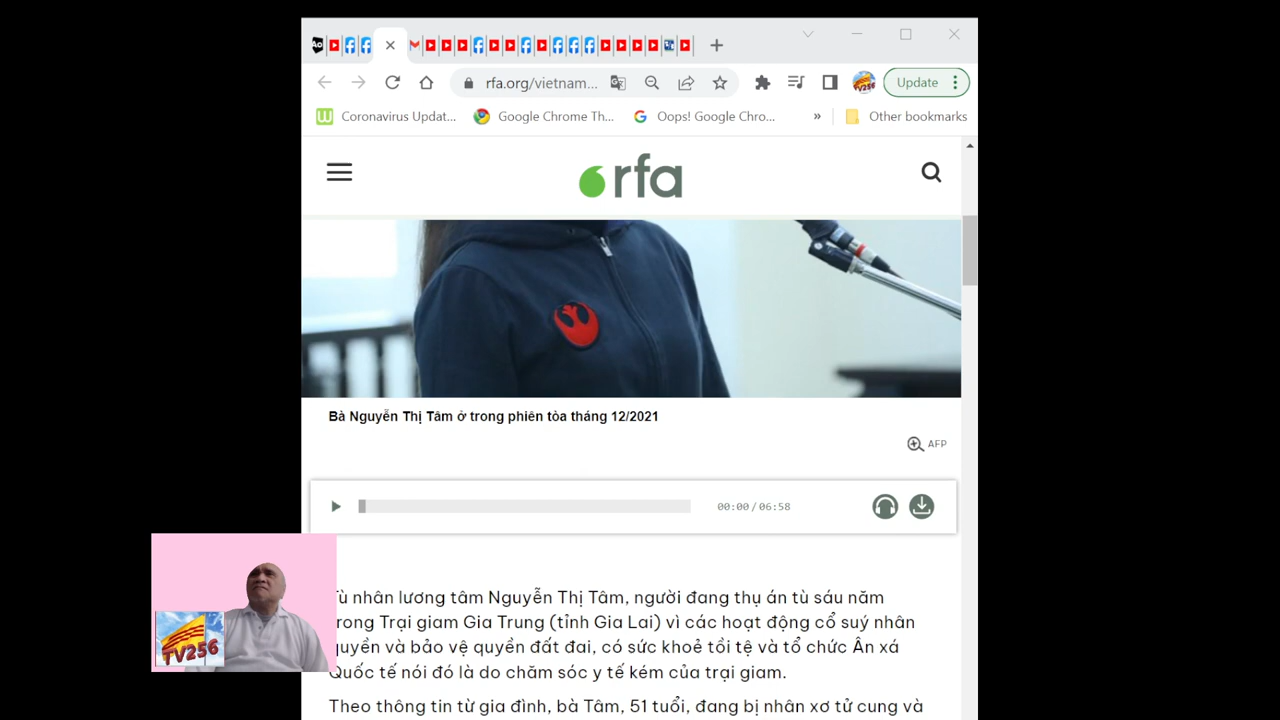 rfa.org/vietnam...
Update
Coronavirus Updat...
Google Chrome Th...
Oops! Google Chro...
»
Other bookmarks
rfa
Bà Nguyễn Thị Tâm ở trong phiên tòa tháng 12/2021
AFP
00:00 / 06:58
Tù nhân lương tâm Nguyễn Thị Tâm, người đang thụ án tù sáu năm
trong Trại giam Gia Trung (tỉnh Gia Lai) vì các hoạt động cổ suý nhân
quyền và bảo vệ quyền đất đai, có sức khoẻ tồi tệ và tổ chức Ân xá
Quốc tế nói đó là do chăm sóc y tế kém của trại giam.
Theo thông tin từ gia đình, bà Tâm, 51 tuổi, đang bị nhân xơ tử cung và
TV256